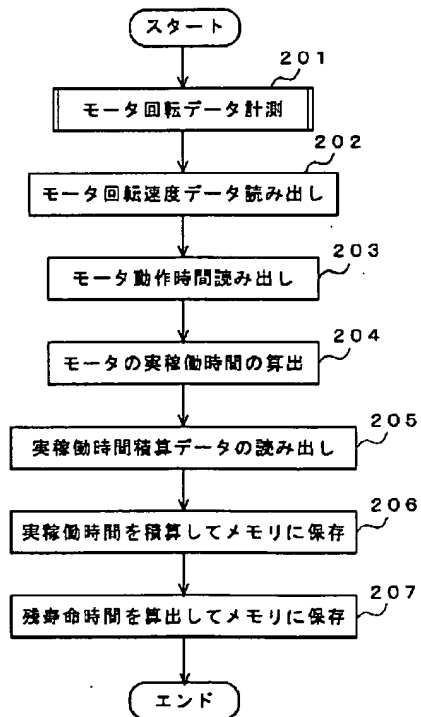 スタート
201
モータ回転データ計測
202
モータ回転速度データ読み出し
203
モータ動作時間読み出し
204
モータの実稼働時間の算出
205
実稼働時間積算データの読み出し
206
実稼働時間を積算してメモリに保存
207
残寿命時間を算出してメモリに保存
エンド